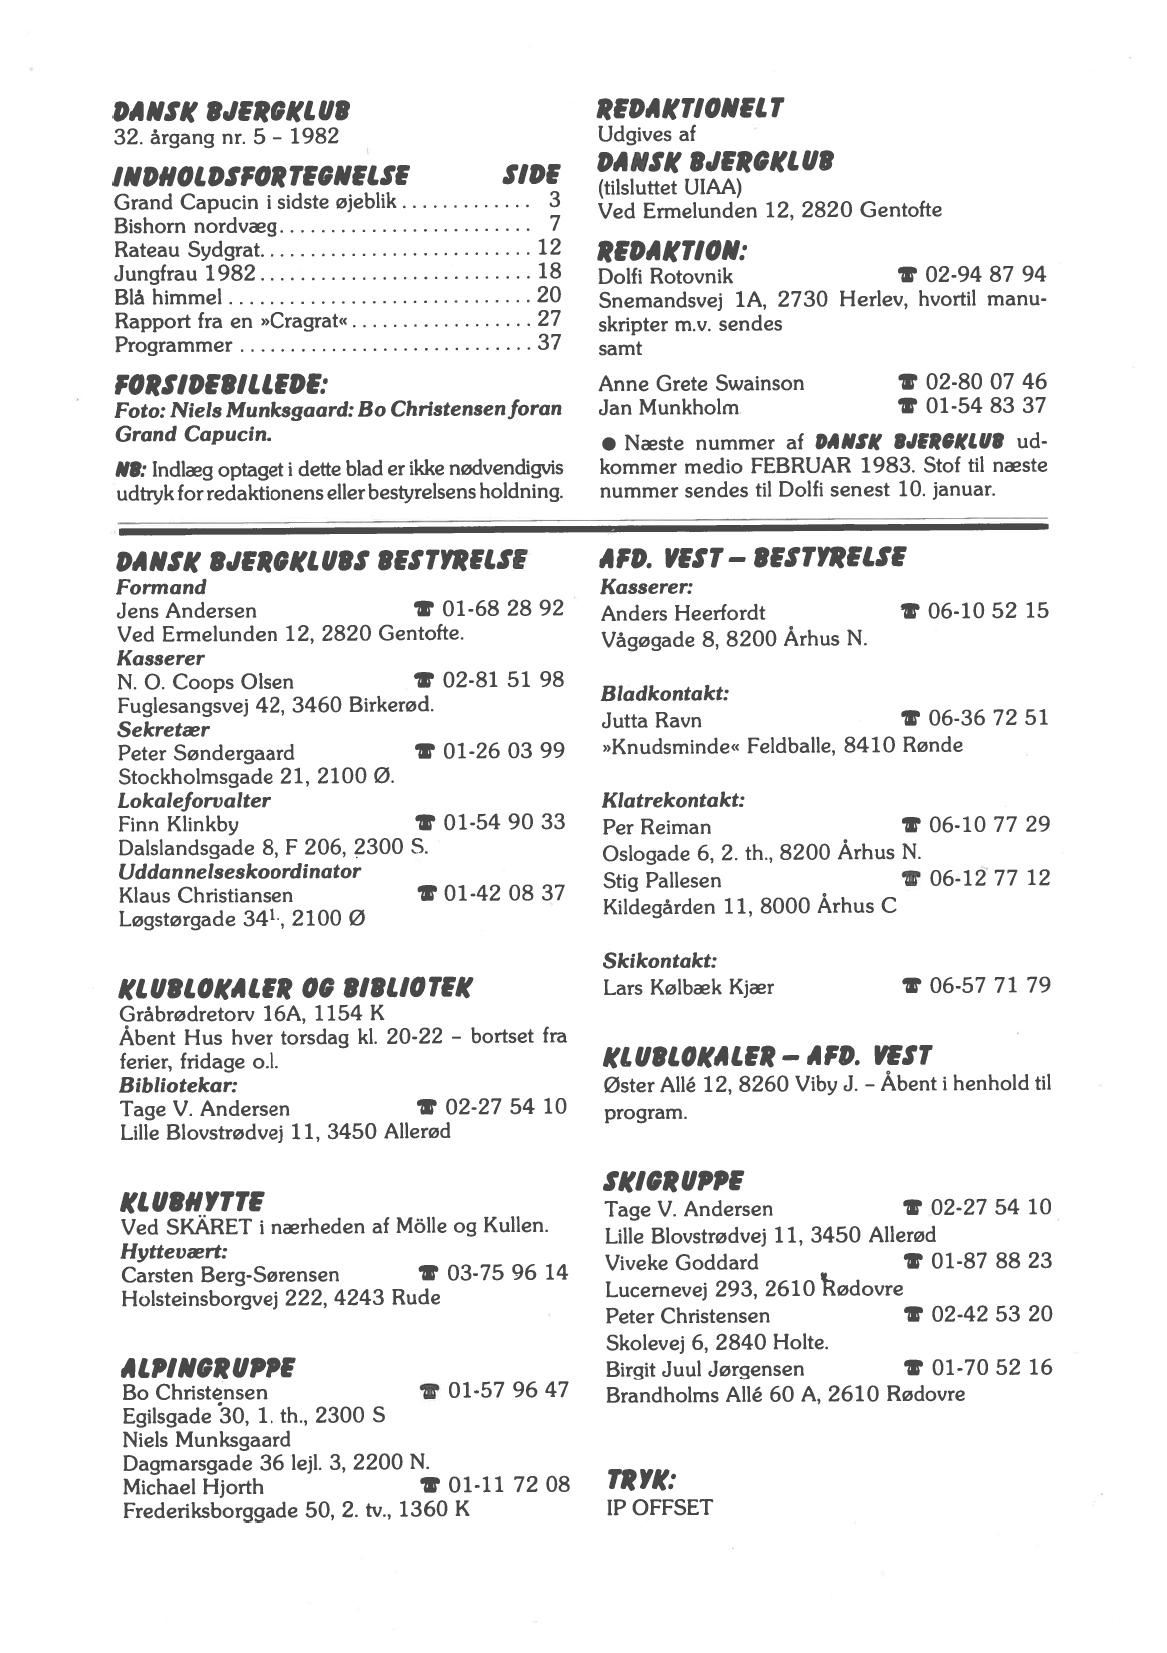 DANSK BJERGKLUB
32. årgang nr. 5 – 1982
INDHOLDSFORTEGNELSE SIDE
Grand Capucin i sidste øjeblik ............. 3
Bishorn nordvæg......................... 7
Rateau Sydgrat........................... 12
Jungfrau 1982........................... 18
Blå himmel .............................. 20
Rapport fra en »Cragrat«.................. 27
Programmer ............................. 37
FORSIDEBILLEDE:
Foto: Niels Munksgaard: Bo Christensen foran
Grand Capucin.
NB: Indlæg optaget i dette blad er ikke nødvendigvis
udtryk for redaktionens eller bestyrelsens holdning.
REDAKTIONELT
Udgives af
DANSK BJERGKLUB
(tilsluttet UIAA)
Ved Ermelunden 12, 2820 Gentofte
REDAKTION:
Dolfi Rotovnik ☎ 02-94 87 94
Snemandsvej 1A, 2730 Herlev, hvortil manu-
skripter m.v. sendes
samt
Anne Grete Swainson ☎ 02-80 07 46
Jan Munkholm ☎ 01-54 83 37
● Næste nummer af DANSK BJERGKLUB ud-
kommer medio FEBRUAR 1983. Stof til næste
nummer sendes til Dolfi senest 10. januar.
DANSK BJERGKLUBS BESTYRELSE
Formand
Jens Andersen ☎ 01-68 28 92
Ved Ermelunden 12, 2820 Gentofte.
Kasserer
N. O. Coops Olsen ☎ 02-81 51 98
Fuglesangsvej 42, 3460 Birkerød.
Sekretær
Peter Søndergaard ☎ 01-26 03 99
Stockholmsgade 21, 2100 Ø.
Lokaleforvalter
Finn Klinkby ☎ 01-54 90 33
Dalslandsgade 8, F 206, 2300 S.
Uddannelseskoordinator
Klaus Christiansen ☎ 01-42 08 37
Løgstørgade 34¹·, 2100 Ø
KLUBLOKALER OG BIBLIOTEK
Gråbrødretorv 16A, 1154 K
Åbent Hus hver torsdag kl. 20-22 – bortset fra
ferier, fridage o.l.
Bibliotekar:
Tage V. Andersen ☎ 02-27 54 10
Lille Blovstrødvej 11, 3450 Allerød
KLUBHYTTE
Ved SKÄRET i nærheden af Mölle og Kullen.
Hyttevært:
Carsten Berg-Sørensen ☎ 03-75 96 14
Holsteinsborgvej 222, 4243 Rude
ALPINGRUPPE
Bo Christensen ☎ 01-57 96 47
Egilsgade 30, 1. th., 2300 S
Niels Munksgaard
Dagmarsgade 36 lejl. 3, 2200 N.
Michael Hjorth ☎ 01-11 72 08
Frederiksborggade 50, 2. tv., 1360 K
AFD. VEST – BESTYRELSE
Kasserer:
Anders Heerfordt ☎ 06-10 52 15
Vågøgade 8, 8200 Århus N.
Bladkontakt:
Jutta Ravn ☎ 06-36 72 51
»Knudsminde« Feldballe, 8410 Rønde
Klatrekontakt:
Per Reiman ☎ 06-10 77 29
Oslogade 6, 2. th., 8200 Århus N.
Stig Pallesen ☎ 06-12 77 12
Kildegården 11, 8000 Århus C
Skikontakt:
Lars Kølbæk Kjær ☎ 06-57 71 79
KLUBLOKALER – AFD. VEST
Øster Allé 12, 8260 Viby J. – Åbent i henhold til
program.
SKIGRUPPE
Tage V. Andersen ☎ 02-27 54 10
Lille Blovstrødvej 11, 3450 Allerød
Viveke Goddard ☎ 01-87 88 23
Lucernevej 293, 2610 Rødovre
Peter Christensen ☎ 02-42 53 20
Skolevej 6, 2840 Holte.
Birgit Juul Jørgensen ☎ 01-70 52 16
Brandholms Allé 60 A, 2610 Rødovre
TRYK:
IP OFFSET